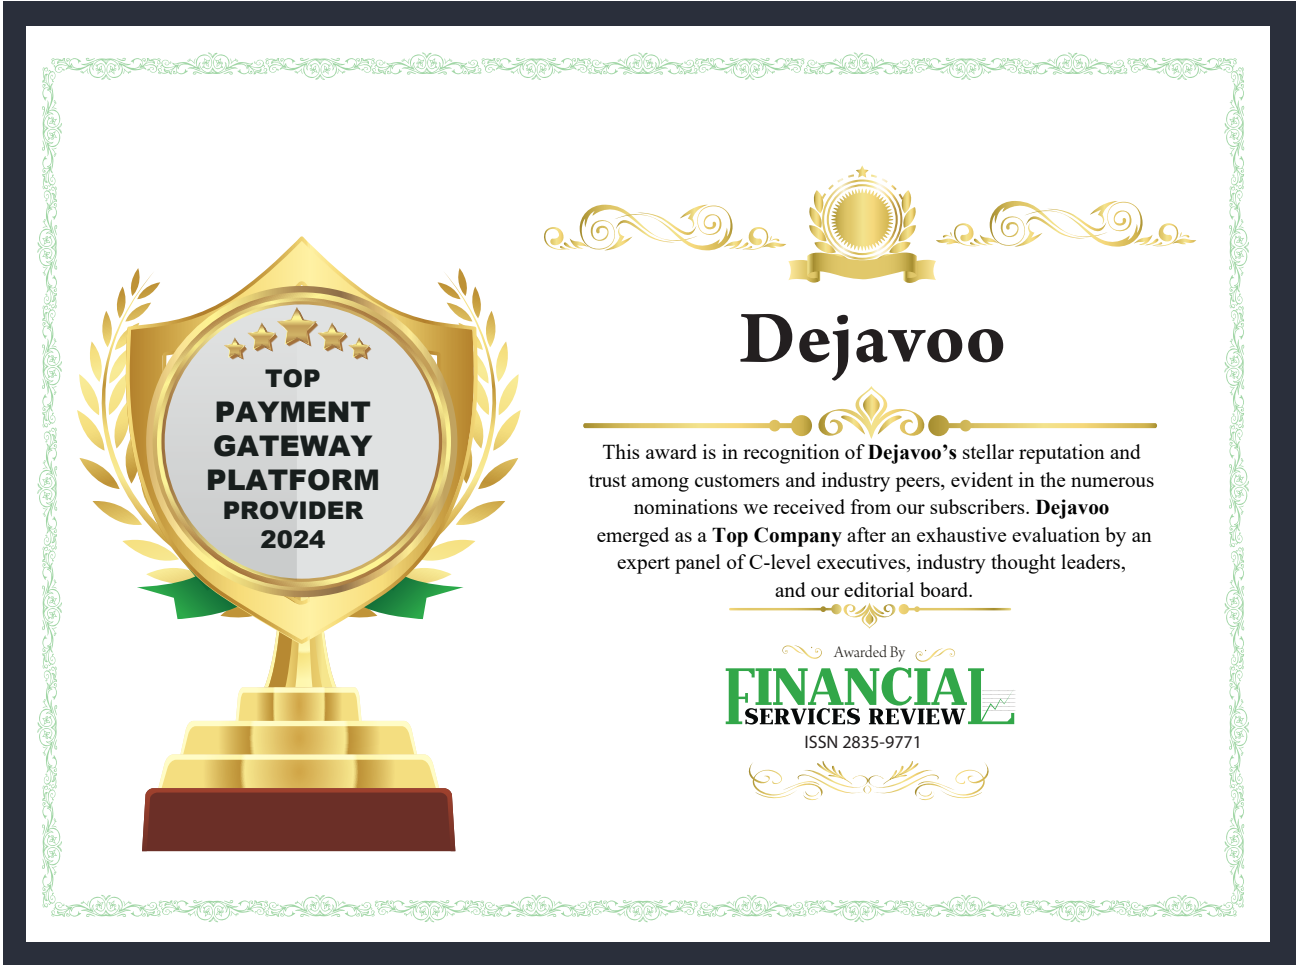 TOP
PAYMENT
GATEWAY
PLATFORM
PROVIDER
2024
Dejavoo
This award is in recognition of Dejavoo’s stellar reputation and
trust among customers and industry peers, evident in the numerous
nominations we received from our subscribers. Dejavoo
emerged as a Top Company after an exhaustive evaluation by an
expert panel of C-level executives, industry thought leaders,
and our editorial board.
Awarded By
FINANCIAL
SERVICES REVIEW
ISSN 2835-9771